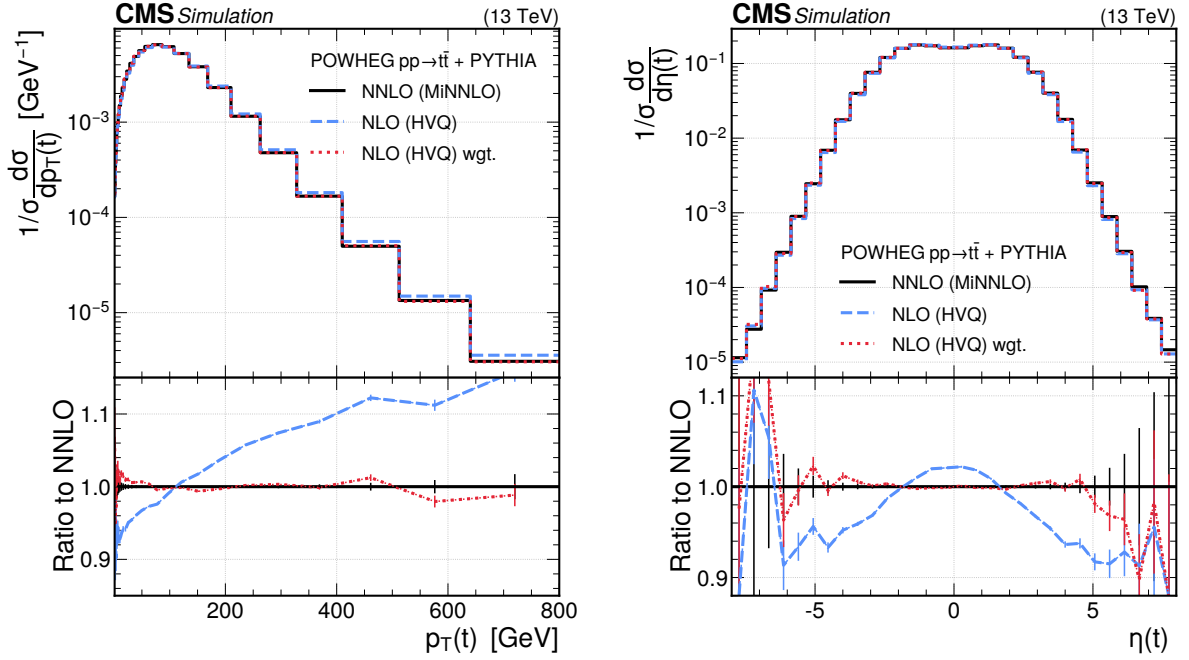 CMS Simulation (13 TeV)
1/σ dσ/dp_T(t) [GeV⁻¹]
10⁻³
10⁻⁴
10⁻⁵
POWHEG pp→tt̄ + PYTHIA
NNLO (MiNNLO)
NLO (HVQ)
NLO (HVQ) wgt.
Ratio to NNLO
1.1
1.0
0.9
200 400 600 800
p_T(t) [GeV]
CMS Simulation (13 TeV)
1/σ dσ/dη(t)
10⁻¹
10⁻²
10⁻³
10⁻⁴
10⁻⁵
POWHEG pp→tt̄ + PYTHIA
NNLO (MiNNLO)
NLO (HVQ)
NLO (HVQ) wgt.
Ratio to NNLO
1.1
1.0
0.9
-5 0 5
η(t)